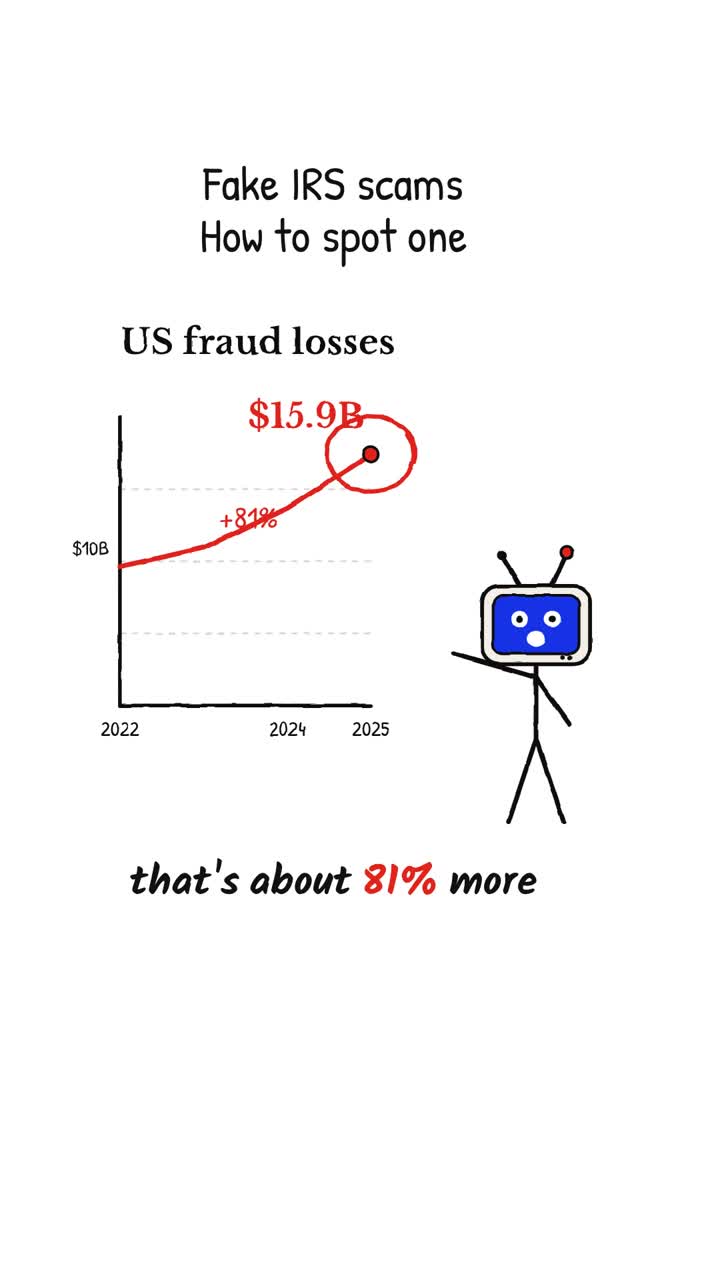 Fake IRS scams
How to spot one
US fraud losses
$15.9B
+81%
$10B
2022 2024 2025
that's about 81% more